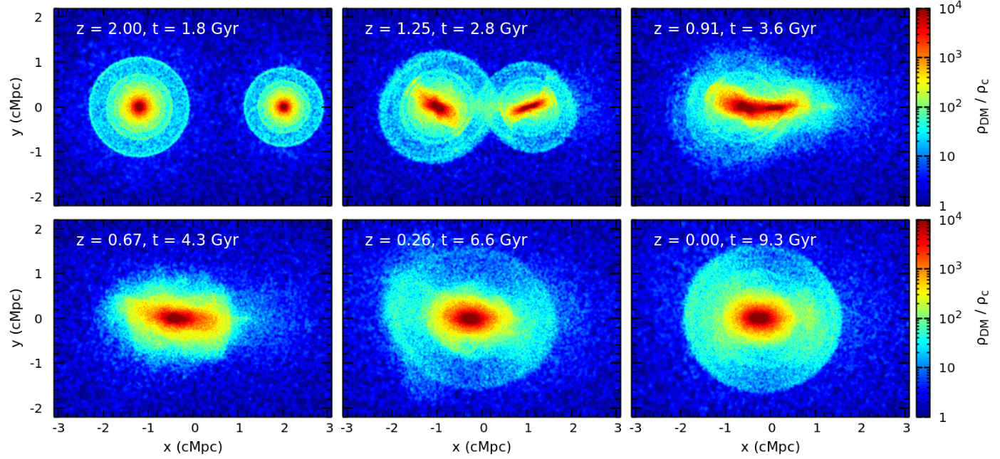 z = 2.00, t = 1.8 Gyr
z = 1.25, t = 2.8 Gyr
z = 0.91, t = 3.6 Gyr
2
1
0
-1
-2
y (cMpc)
10⁴
10³
10²
10
1
ρDM / ρc
z = 0.67, t = 4.3 Gyr
z = 0.26, t = 6.6 Gyr
z = 0.00, t = 9.3 Gyr
2
1
0
-1
-2
y (cMpc)
10⁴
10³
10²
10
1
ρDM / ρc
-3 -2 -1 0 1 2 3
-3 -2 -1 0 1 2 3
-3 -2 -1 0 1 2 3
x (cMpc)
x (cMpc)
x (cMpc)